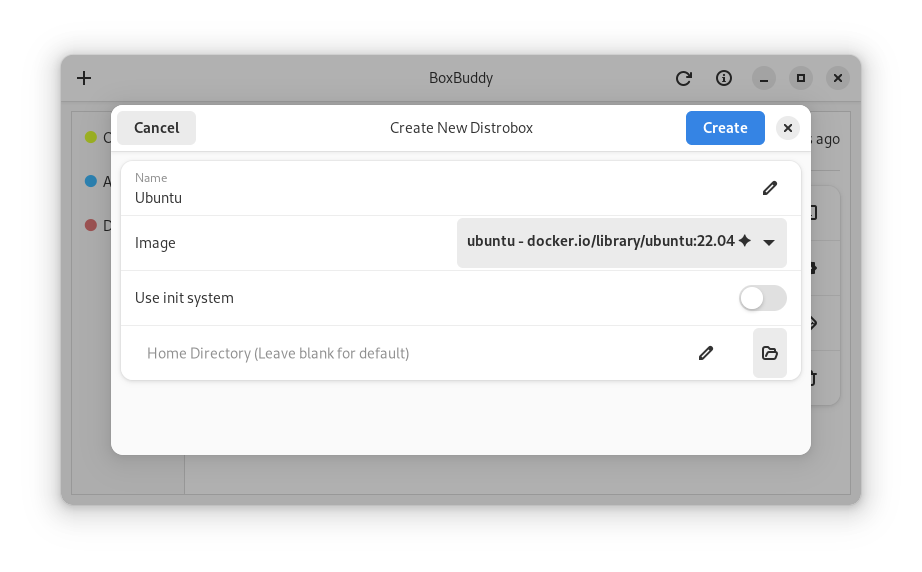 BoxBuddy
Cancel
Create New Distrobox
Create
ago
Name
Ubuntu
Image
ubuntu - docker.io/library/ubuntu:22.04 ✦
Use init system
Home Directory (Leave blank for default)